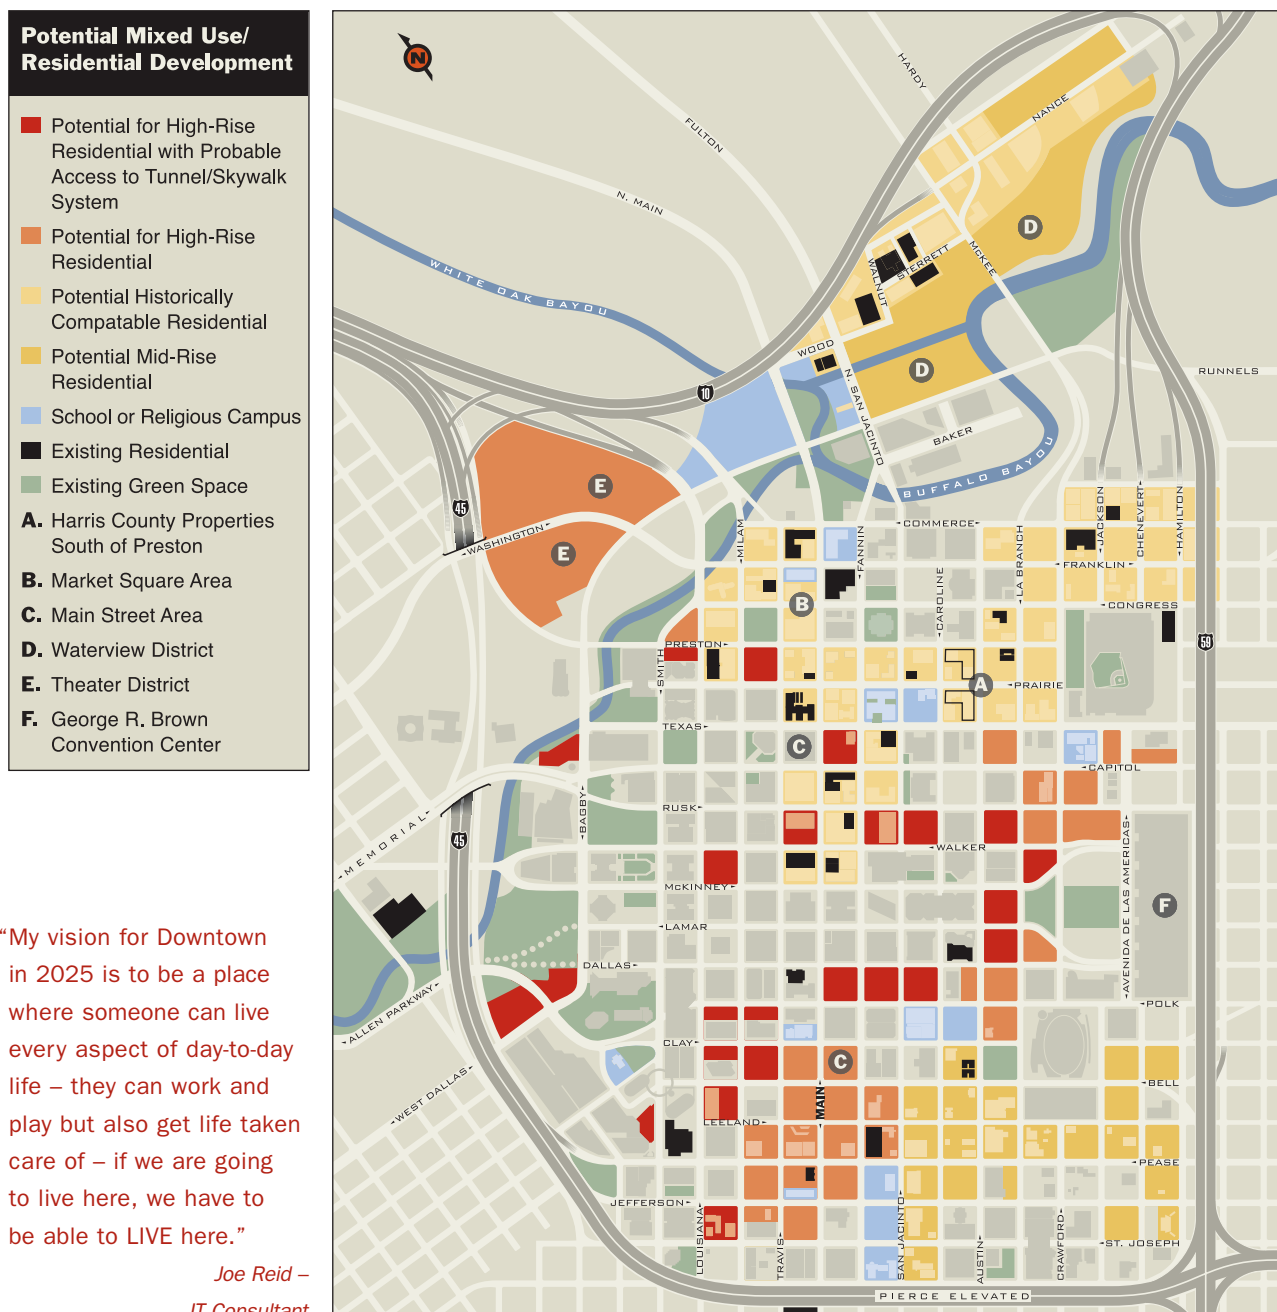 Potential Mixed Use/
Residential Development
Potential for High-Rise
Residential with Probable
Access to Tunnel/Skywalk
System
Potential for High-Rise
Residential
Potential Historically
Compatable Residential
Potential Mid-Rise
Residential
School or Religious Campus
Existing Residential
Existing Green Space
A. Harris County Properties
South of Preston
B. Market Square Area
C. Main Street Area
D. Waterview District
E. Theater District
F. George R. Brown
Convention Center
“My vision for Downtown
in 2025 is to be a place
where someone can live
every aspect of day-to-day
life – they can work and
play but also get life taken
care of – if we are going
to live here, we have to
be able to LIVE here.”
Joe Reid –
IT Consultant
N
HARDY
NANCE
FULTON
N. MAIN
D
McKEE
STERRETT
WALNUT
WHITE OAK BAYOU
WOOD
D
RUNNELS
10
N. SAN JACINTO
BAKER
BUFFALO BAYOU
E
45
WASHINGTON
E
MILAM
FANNIN
COMMERCE
LA BRANCH
JACKSON
CHENEVERT
HAMILTON
FRANKLIN
B
CAROLINE
CONGRESS
59
PRESTON
SMITH
A
PRAIRIE
TEXAS
C
CAPITOL
BAGBY
RUSK
MEMORIAL
45
WALKER
AVENIDA DE LAS AMERICAS
McKINNEY
F
LAMAR
DALLAS
ALLEN PARKWAY
POLK
CLAY
C
WEST DALLAS
BELL
MAIN
LEELAND
PEASE
JEFFERSON
LOUISIANA
TRAVIS
SAN JACINTO
AUSTIN
CRAWFORD
ST. JOSEPH
PIERCE ELEVATED